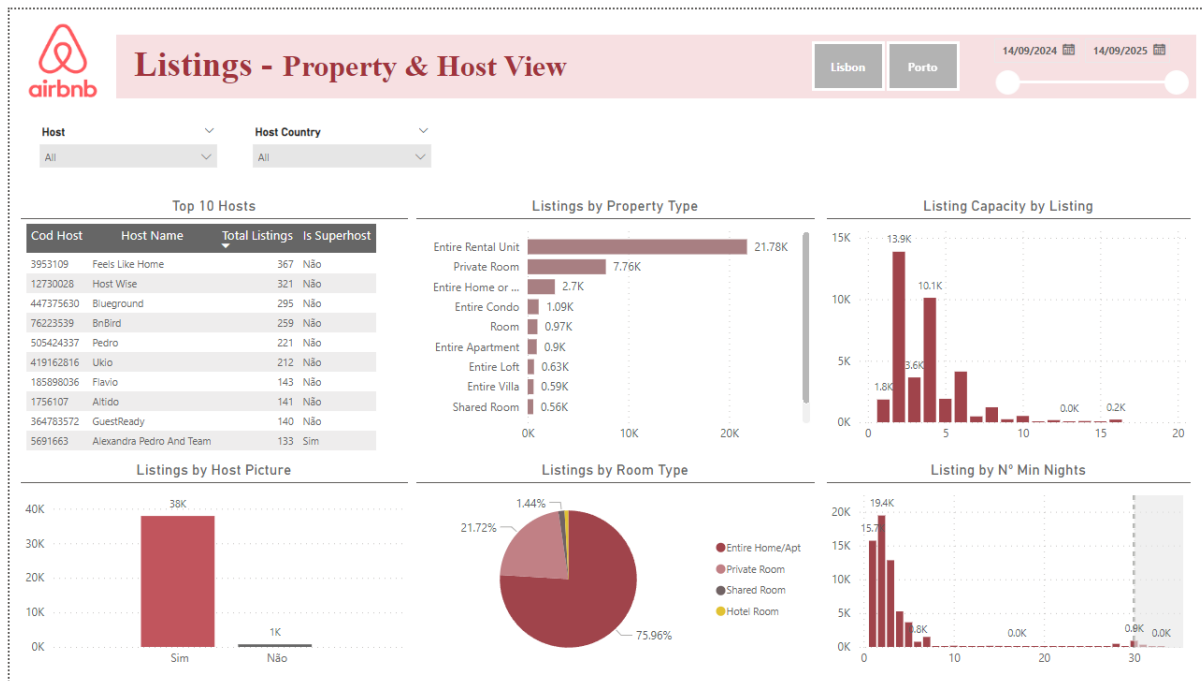 airbnb
Listings - Property & Host View
Lisbon
Porto
14/09/2024 14/09/2025
Host
All
Host Country
All
Top 10 Hosts
Cod Host Host Name Total Listings Is Superhost
3953109 Feels Like Home 367 Não
12730028 Host Wise 321 Não
447375630 Blueground 295 Não
76223539 BnBird 259 Não
505424337 Pedro 221 Não
419162816 Ukio 212 Não
185898036 Flavio 143 Não
1756107 Altido 141 Não
364783572 GuestReady 140 Não
5691663 Alexandra Pedro And Team 133 Sim
Listings by Property Type
Entire Rental Unit 21.78K
Private Room 7.76K
Entire Home or ... 2.7K
Entire Condo 1.09K
Room 0.97K
Entire Apartment 0.9K
Entire Loft 0.63K
Entire Villa 0.59K
Shared Room 0.56K
0K 10K 20K
Listing Capacity by Listing
15K
13.9K
10K
10.1K
5K
3.6K
1.8K
0.0K
0.2K
0K
0 5 10 15 20
Listings by Host Picture
40K
38K
30K
20K
10K
1K
0K
Sim Não
Listings by Room Type
1.44%
21.72%
75.96%
Entire Home/Apt
Private Room
Shared Room
Hotel Room
Listing by Nº Min Nights
20K
19.4K
15K
10K
5K
0.0K
0.0K
0K
0 10 20 30